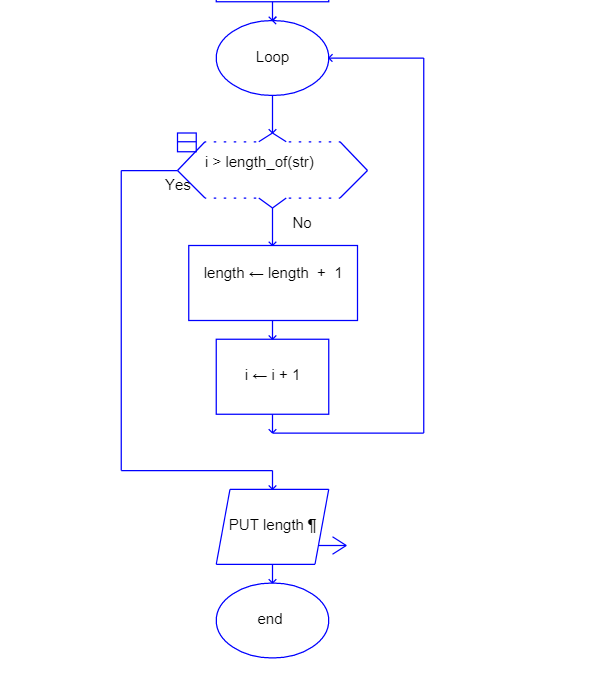 Loop
i > length_of(str)
Yes
No
length ← length + 1
i ← i + 1
PUT length ¶
end